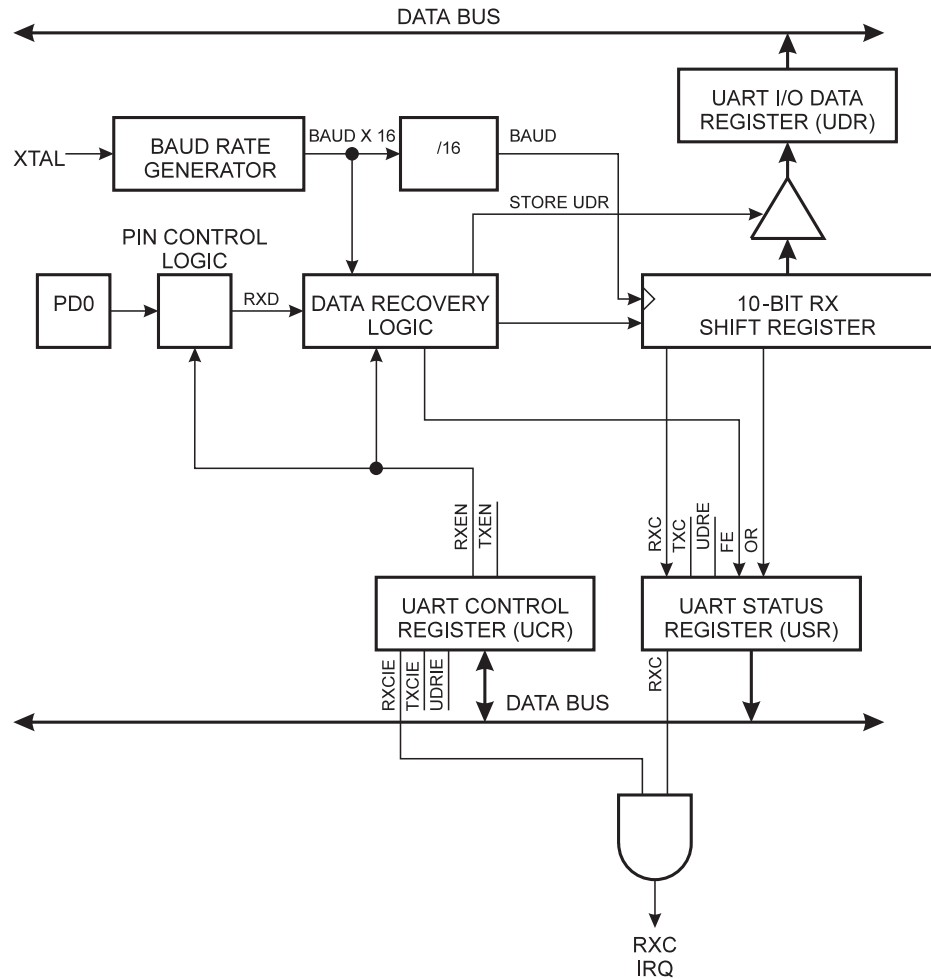 DATA BUS
UART I/O DATA
REGISTER (UDR)
XTAL
BAUD RATE
GENERATOR
BAUD X 16
/16
BAUD
STORE UDR
PIN CONTROL
LOGIC
PD0
RXD
DATA RECOVERY
LOGIC
10-BIT RX
SHIFT REGISTER
RXEN
TXEN
RXC
TXC
UDRE
FE
OR
UART CONTROL
REGISTER (UCR)
UART STATUS
REGISTER (USR)
RXCIE
TXCIE
UDRIE
RXC
DATA BUS
RXC
IRQ